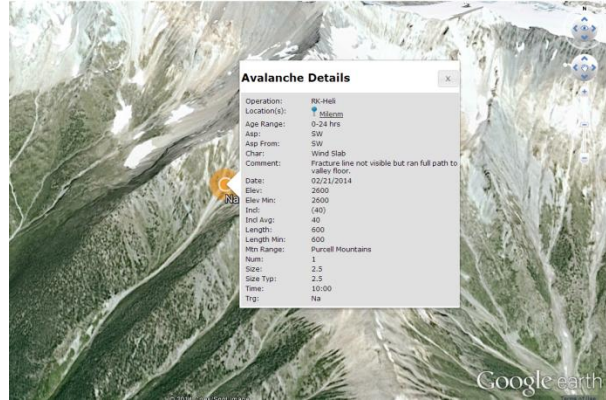 N
Avalanche Details
x
Operation: RK-Heli
Location(s): Milenm
Age Range: 0-24 hrs
Asp: SW
Asp From: SW
Char: Wind Slab
Comment: Fracture line not visible but ran full path to
valley floor.
Date: 02/21/2014
Elev: 2600
Elev Min: 2600
Incl: (40)
Incl Avg: 40
Length: 600
Length Min: 600
Mtn Range: Purcell Mountains
Num: 1
Size: 2.5
Size Typ: 2.5
Time: 10:00
Trg: Na
Na
Google earth